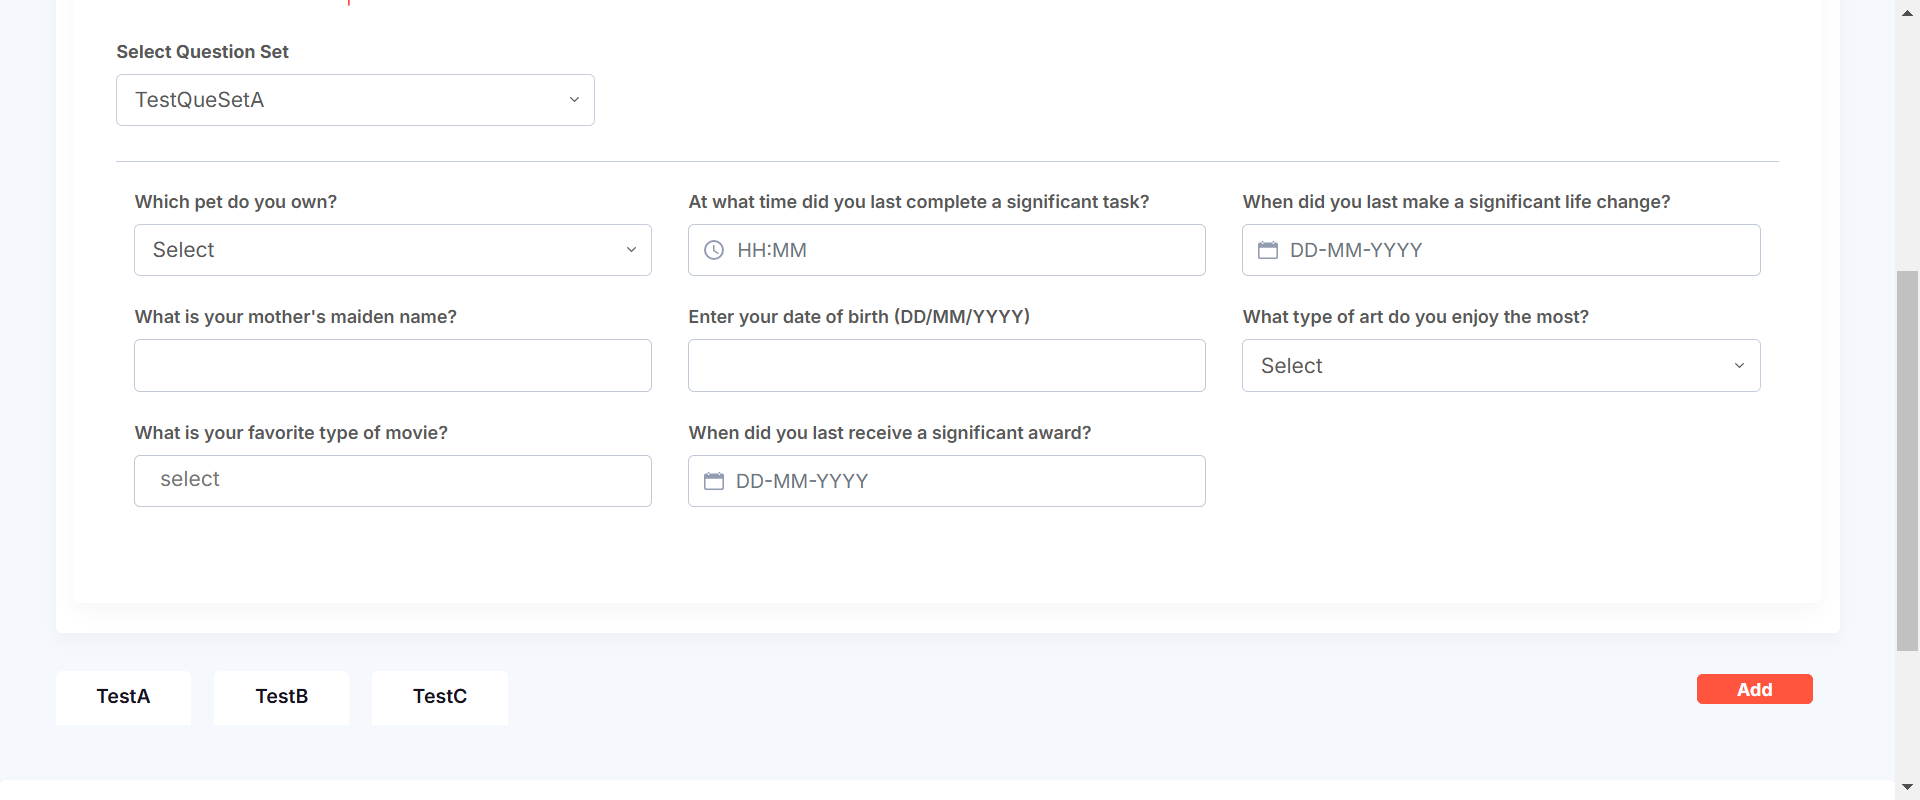 Select Question Set
TestQueSetA
Which pet do you own?
At what time did you last complete a significant task?
When did you last make a significant life change?
Select
HH:MM
DD-MM-YYYY
What is your mother's maiden name?
Enter your date of birth (DD/MM/YYYY)
What type of art do you enjoy the most?
Select
What is your favorite type of movie?
When did you last receive a significant award?
select
DD-MM-YYYY
TestA
TestB
TestC
Add